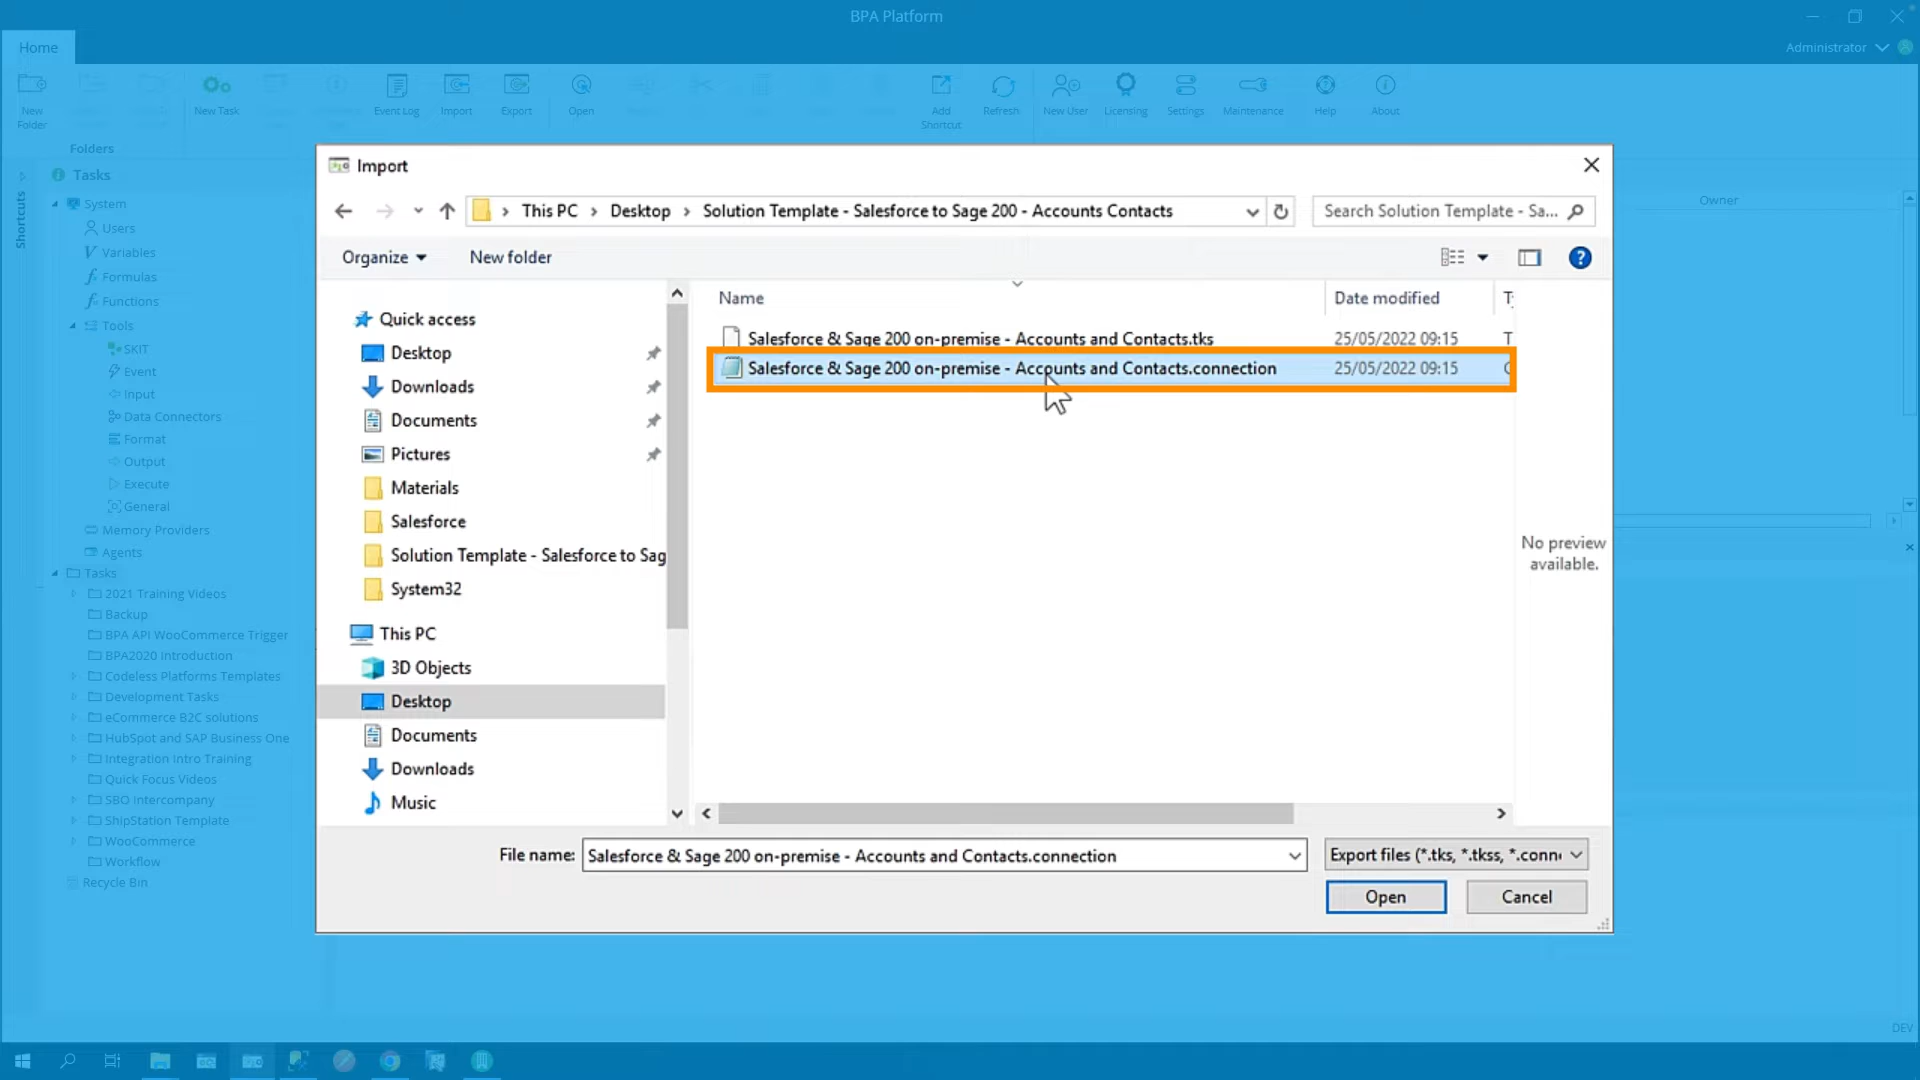 BPA Platform
Home
Administrator
New Folder
New Task
Event Log
Import
Export
Open
Add Shortcut
Refresh
New User
Licensing
Settings
Maintenance
Help
About
Folders
Shortcuts
Tasks
Owner
System
Users
Variables
Formulas
Functions
Tools
SKIT
Event
Input
Data Connectors
Format
Output
Execute
General
Memory Providers
Agents
Tasks
2021 Training Videos
Backup
BPA API WooCommerce Trigger
BPA2020 Introduction
Codeless Platforms Templates
Development Tasks
eCommerce B2C solutions
HubSpot and SAP Business One
Integration Intro Training
Quick Focus Videos
SBO Intercompany
ShipStation Template
WooCommerce
Workflow
Recycle Bin
Import
This PC > Desktop > Solution Template - Salesforce to Sage 200 - Accounts Contacts
Search Solution Template - Sa...
Organize
New folder
Quick access
Desktop
Downloads
Documents
Pictures
Materials
Salesforce
Solution Template - Salesforce to Sag
System32
This PC
3D Objects
Desktop
Documents
Downloads
Music
Name Date modified
Salesforce & Sage 200 on-premise - Accounts and Contacts.tks 25/05/2022 09:15 T
Salesforce & Sage 200 on-premise - Accounts and Contacts.connection 25/05/2022 09:15
No preview
available.
File name: Salesforce & Sage 200 on-premise - Accounts and Contacts.connection
Export files (*.tks, *.tkss, *.conn
Open
Cancel
DEV